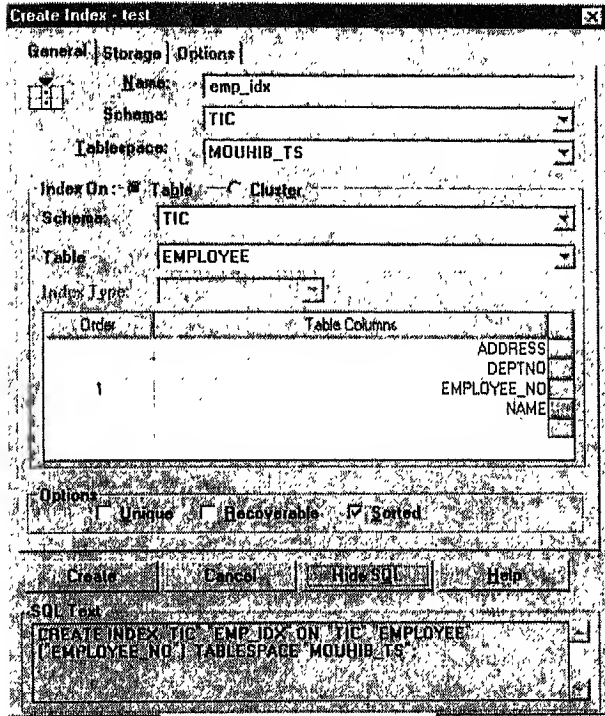 Create Index - test
General Storage Options
Name: emp_idx
Schema: TIC
Tablespace: MOUHIB_TS
Index On: Table Cluster
Schema: TIC
Table EMPLOYEE
Index Type
Order Table Columns
ADDRESS
DEPTNO
1 EMPLOYEE_NO
NAME
Options
Unique Recoverable Sorted
Create Cancel Hide SQL Help
SQL Text
CREATE INDEX "TIC" "EMP_IDX" ON "TIC" "EMPLOYEE"
("EMPLOYEE_NO") TABLESPACE "MOUHIB_TS"